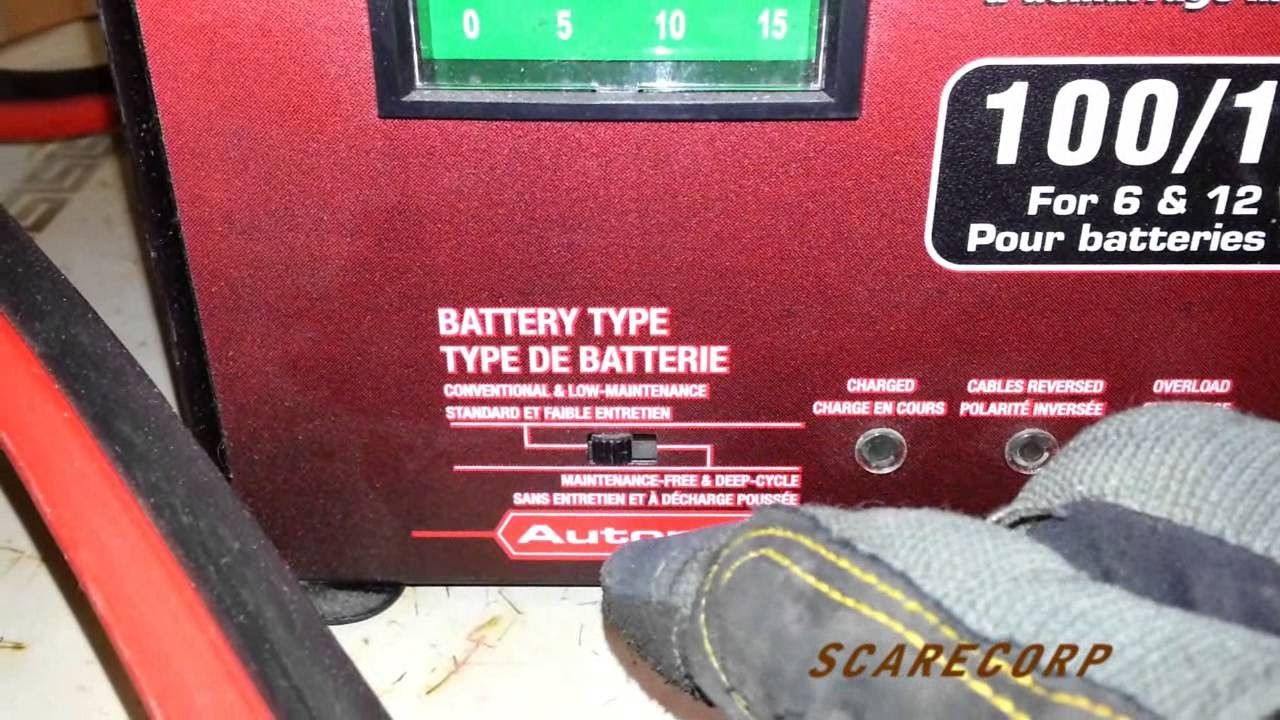 0 5 10 15
100/1
For 6 & 12
Pour batteries
BATTERY TYPE
TYPE DE BATTERIE
CONVENTIONAL & LOW-MAINTENANCE
STANDARD ET FAIBLE ENTRETIEN
MAINTENANCE-FREE & DEEP-CYCLE
SANS ENTRETIEN ET À DÉCHARGE POUSSÉE
CHARGED
CHARGE EN COURS
CABLES REVERSED
POLARITÉ INVERSÉE
OVERLOAD
SCARECORP